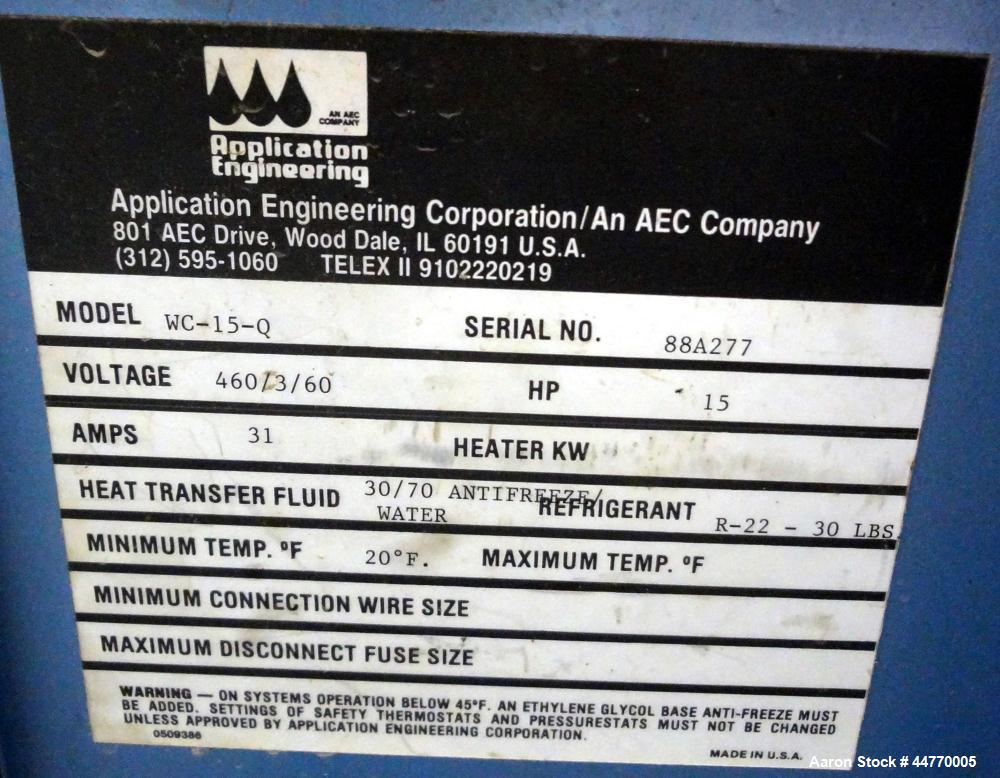 AN AEC
COMPANY
Application
Engineering
Application Engineering Corporation/An AEC Company
801 AEC Drive, Wood Dale, IL 60191 U.S.A.
(312) 595-1060 TELEX II 9102220219
MODEL WC-15-Q SERIAL NO. 88A277
VOLTAGE 460/3/60 HP 15
AMPS 31 HEATER KW
HEAT TRANSFER FLUID 30/70 ANTIFREEZE/
WATER REFRIGERANT R-22 - 30 LBS
MINIMUM TEMP. ºF 20°F. MAXIMUM TEMP. ºF
MINIMUM CONNECTION WIRE SIZE
MAXIMUM DISCONNECT FUSE SIZE
WARNING — ON SYSTEMS OPERATION BELOW 45ºF. AN ETHYLENE GLYCOL BASE ANTI-FREEZE MUST
BE ADDED. SETTINGS OF SAFETY THERMOSTATS AND PRESSURESTATS MUST NOT BE CHANGED
UNLESS APPROVED BY APPLICATION ENGINEERING CORPORATION.
0509386
MADE IN U.S.A.
Aaron Stock # 44770005